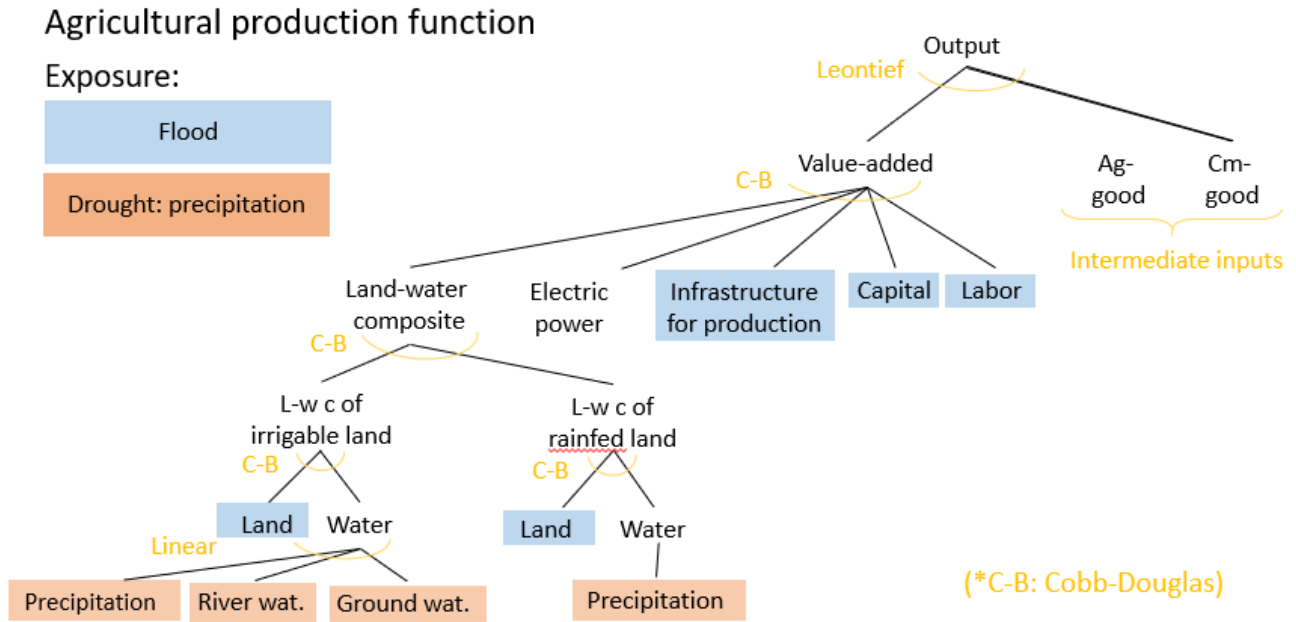 Agricultural production function
Exposure:
Flood
Drought: precipitation
Output
Leontief
Value-added
C-B
Ag-
good
Cm-
good
Intermediate inputs
Land-water
composite
Electric
power
Infrastructure
for production
Capital
Labor
C-B
L-w c of
irrigable land
L-w c of
rainfed land
C-B
C-B
Land
Water
Land
Water
Linear
Precipitation
River wat.
Ground wat.
Precipitation
(*C-B: Cobb-Douglas)